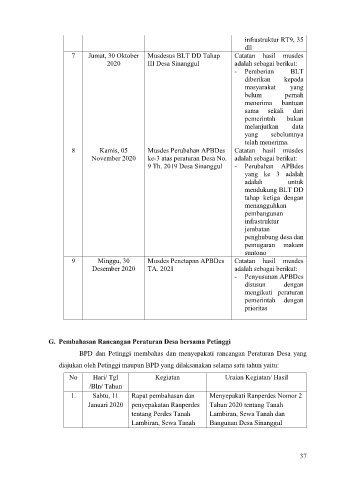 infrastruktur RT9, 35
dll
7 Jumat, 30 Oktober Musdesus BLT DD Tahap Catatan hasil musdes
2020 III Desa Sinanggul adalah sebagai berikut:
- Pemberian BLT
diberikan kepada
masyarakat yang
belum pernah
menerima bantuan
sama sekali dari
pemerintah bukan
melanjutkan data
yang sebelumnya
telah menerima.
8 Kamis, 05 Musdes Perubahan APBDes Catatan hasil musdes
November 2020 ke-3 atas peraturan Desa No. adalah sebagai berikut:
9 Th. 2019 Desa Sinanggul - Perubahan APBdes
yang ke 3 adalah
adalah untuk
mendukung BLT DD
tahap ketiga dengan
menangguhkan
pembangunan
infrastruktur
jembatan
penghubung desa dan
pemugaran makam
suntono
9 Minggu, 30 Musdes Penetapan APBDes Catatan hasil musdes
Desember 2020 TA. 2021 adalah sebagai berikut:
- Penyusunan APBDes
disusun dengan
mengikuti peraturan
pemerintah dengan
prioritas
G. Pembahasan Rancangan Peraturan Desa bersama Petinggi
BPD dan Petinggi membahas dan menyepakati rancangan Peraturan Desa yang
diajukan oleh Petinggi maupun BPD yang dilaksanakan selama satu tahun yaitu:
No Hari/ Tgl Kegiatan Uraian Kegiatan/ Hasil
/Bln/ Tahun
1. Sabtu, 11 Rapat pembahasan dan Menyepakati Ranperdes Nomor 2
Januari 2020 penyepakatan Ranperdes Tahun 2020 tentang Tanah
tentang Perdes Tanah Lambiran, Sewa Tanah dan
Lambiran, Sewa Tanah Bangunan Desa Sinanggul
37